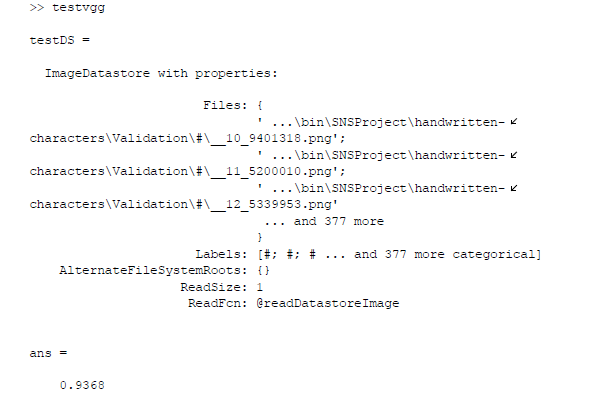 >> testvgg
testDS =
ImageDatastore with properties:
Files: {
' ...\bin\SNSProject\handwritten-↙
characters\Validation\#\__10_9401318.png';
' ...\bin\SNSProject\handwritten-↙
characters\Validation\#\__11_5200010.png';
' ...\bin\SNSProject\handwritten-↙
characters\Validation\#\__12_5339953.png'
... and 377 more
}
Labels: [#; #; # ... and 377 more categorical]
AlternateFileSystemRoots: {}
ReadSize: 1
ReadFcn: @readDatastoreImage
ans =
0.9368